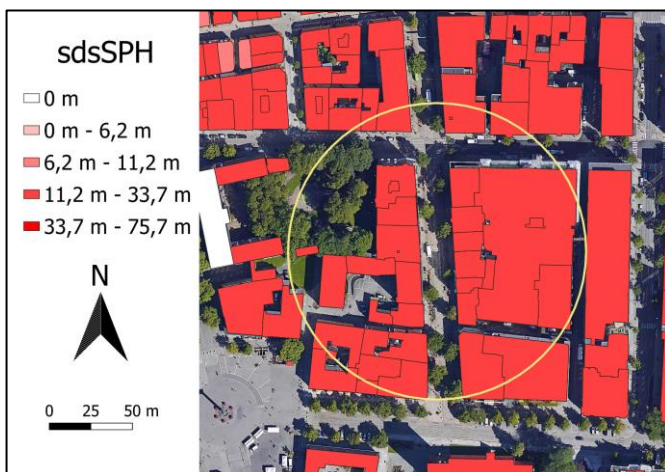 sdsSPH
0 m
0 m - 6,2 m
6,2 m - 11,2 m
11,2 m - 33,7 m
33,7 m - 75,7 m
N
0 25 50 m